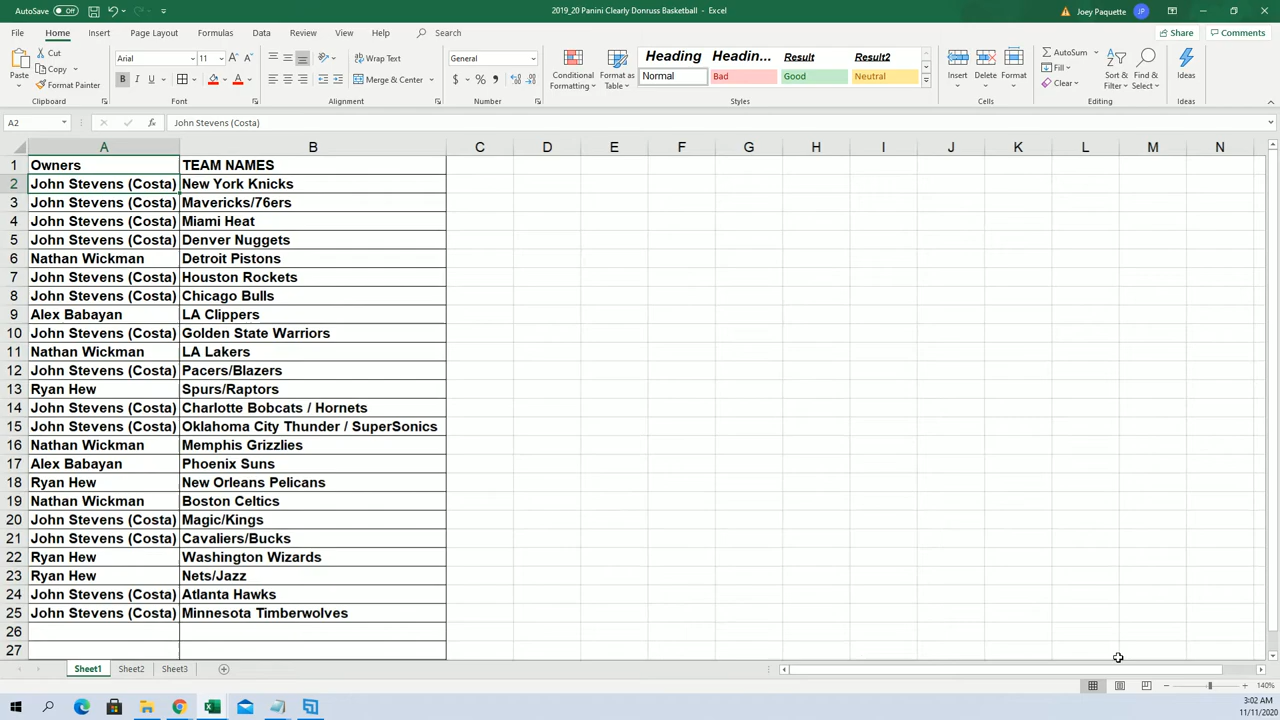 AutoSave Off 2019_20 Panini Clearly Donruss Basketball - Excel Joey Paquette JP
File Home Insert Page Layout Formulas Data Review View Help Search Share Comments
Cut
Copy
Format Painter
Paste
Clipboard
Arial 11 A A
B I U A
Font
ab Wrap Text
Merge & Center
Alignment
General
$ % 9
Number
Conditional Formatting
Format as Table
Heading Headin... Result Result2
Normal Bad Good Neutral
Styles
Insert Delete Format
Cells
AutoSum
Fill
Clear
Sort & Filter
Find & Select
Editing
Ideas
Ideas
A2 fx John Stevens (Costa)
A B C D E F G H I J K L M N
1 Owners TEAM NAMES
2 John Stevens (Costa) New York Knicks
3 John Stevens (Costa) Mavericks/76ers
4 John Stevens (Costa) Miami Heat
5 John Stevens (Costa) Denver Nuggets
6 Nathan Wickman Detroit Pistons
7 John Stevens (Costa) Houston Rockets
8 John Stevens (Costa) Chicago Bulls
9 Alex Babayan LA Clippers
10 John Stevens (Costa) Golden State Warriors
11 Nathan Wickman LA Lakers
12 John Stevens (Costa) Pacers/Blazers
13 Ryan Hew Spurs/Raptors
14 John Stevens (Costa) Charlotte Bobcats / Hornets
15 John Stevens (Costa) Oklahoma City Thunder / SuperSonics
16 Nathan Wickman Memphis Grizzlies
17 Alex Babayan Phoenix Suns
18 Ryan Hew New Orleans Pelicans
19 Nathan Wickman Boston Celtics
20 John Stevens (Costa) Magic/Kings
21 John Stevens (Costa) Cavaliers/Bucks
22 Ryan Hew Washington Wizards
23 Ryan Hew Nets/Jazz
24 John Stevens (Costa) Atlanta Hawks
25 John Stevens (Costa) Minnesota Timberwolves
26
27
Sheet1 Sheet2 Sheet3
140%
3:02 AM
11/11/2020